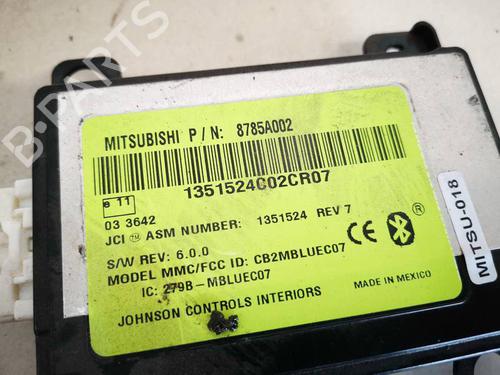 MITSUBISHI P / N: 8785A002
1351524C02CR07
e 11
03 3642
JCI TM ASM NUMBER: 1351524 REV 7
S/W REV: 6.0.0
MODEL MMC/FCC ID: CB2MBLUEC07
IC: 279B-MBLUEC07
JOHNSON CONTROLS INTERIORS
MADE IN MEXICO
MITSU-018
B-PARTS